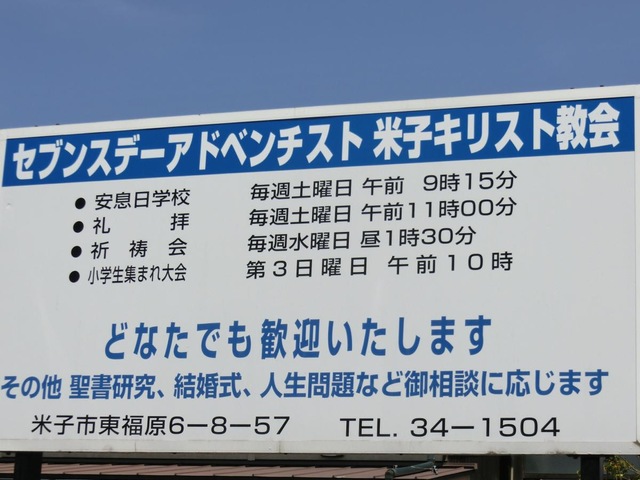 セブンスデーアドベンチスト 米子キリスト教会
● 安息日学校 毎週土曜日 午前 9時15分
● 礼 拝 毎週土曜日 午前11時00分
● 祈 祷 会 毎週水曜日 昼1時30分
● 小学生集まれ大会 第3日曜日 午前10時
どなたでも歓迎いたします
その他 聖書研究、結婚式、人生問題など御相談に応じます
米子市東福原6-8-57 TEL. 34-1504